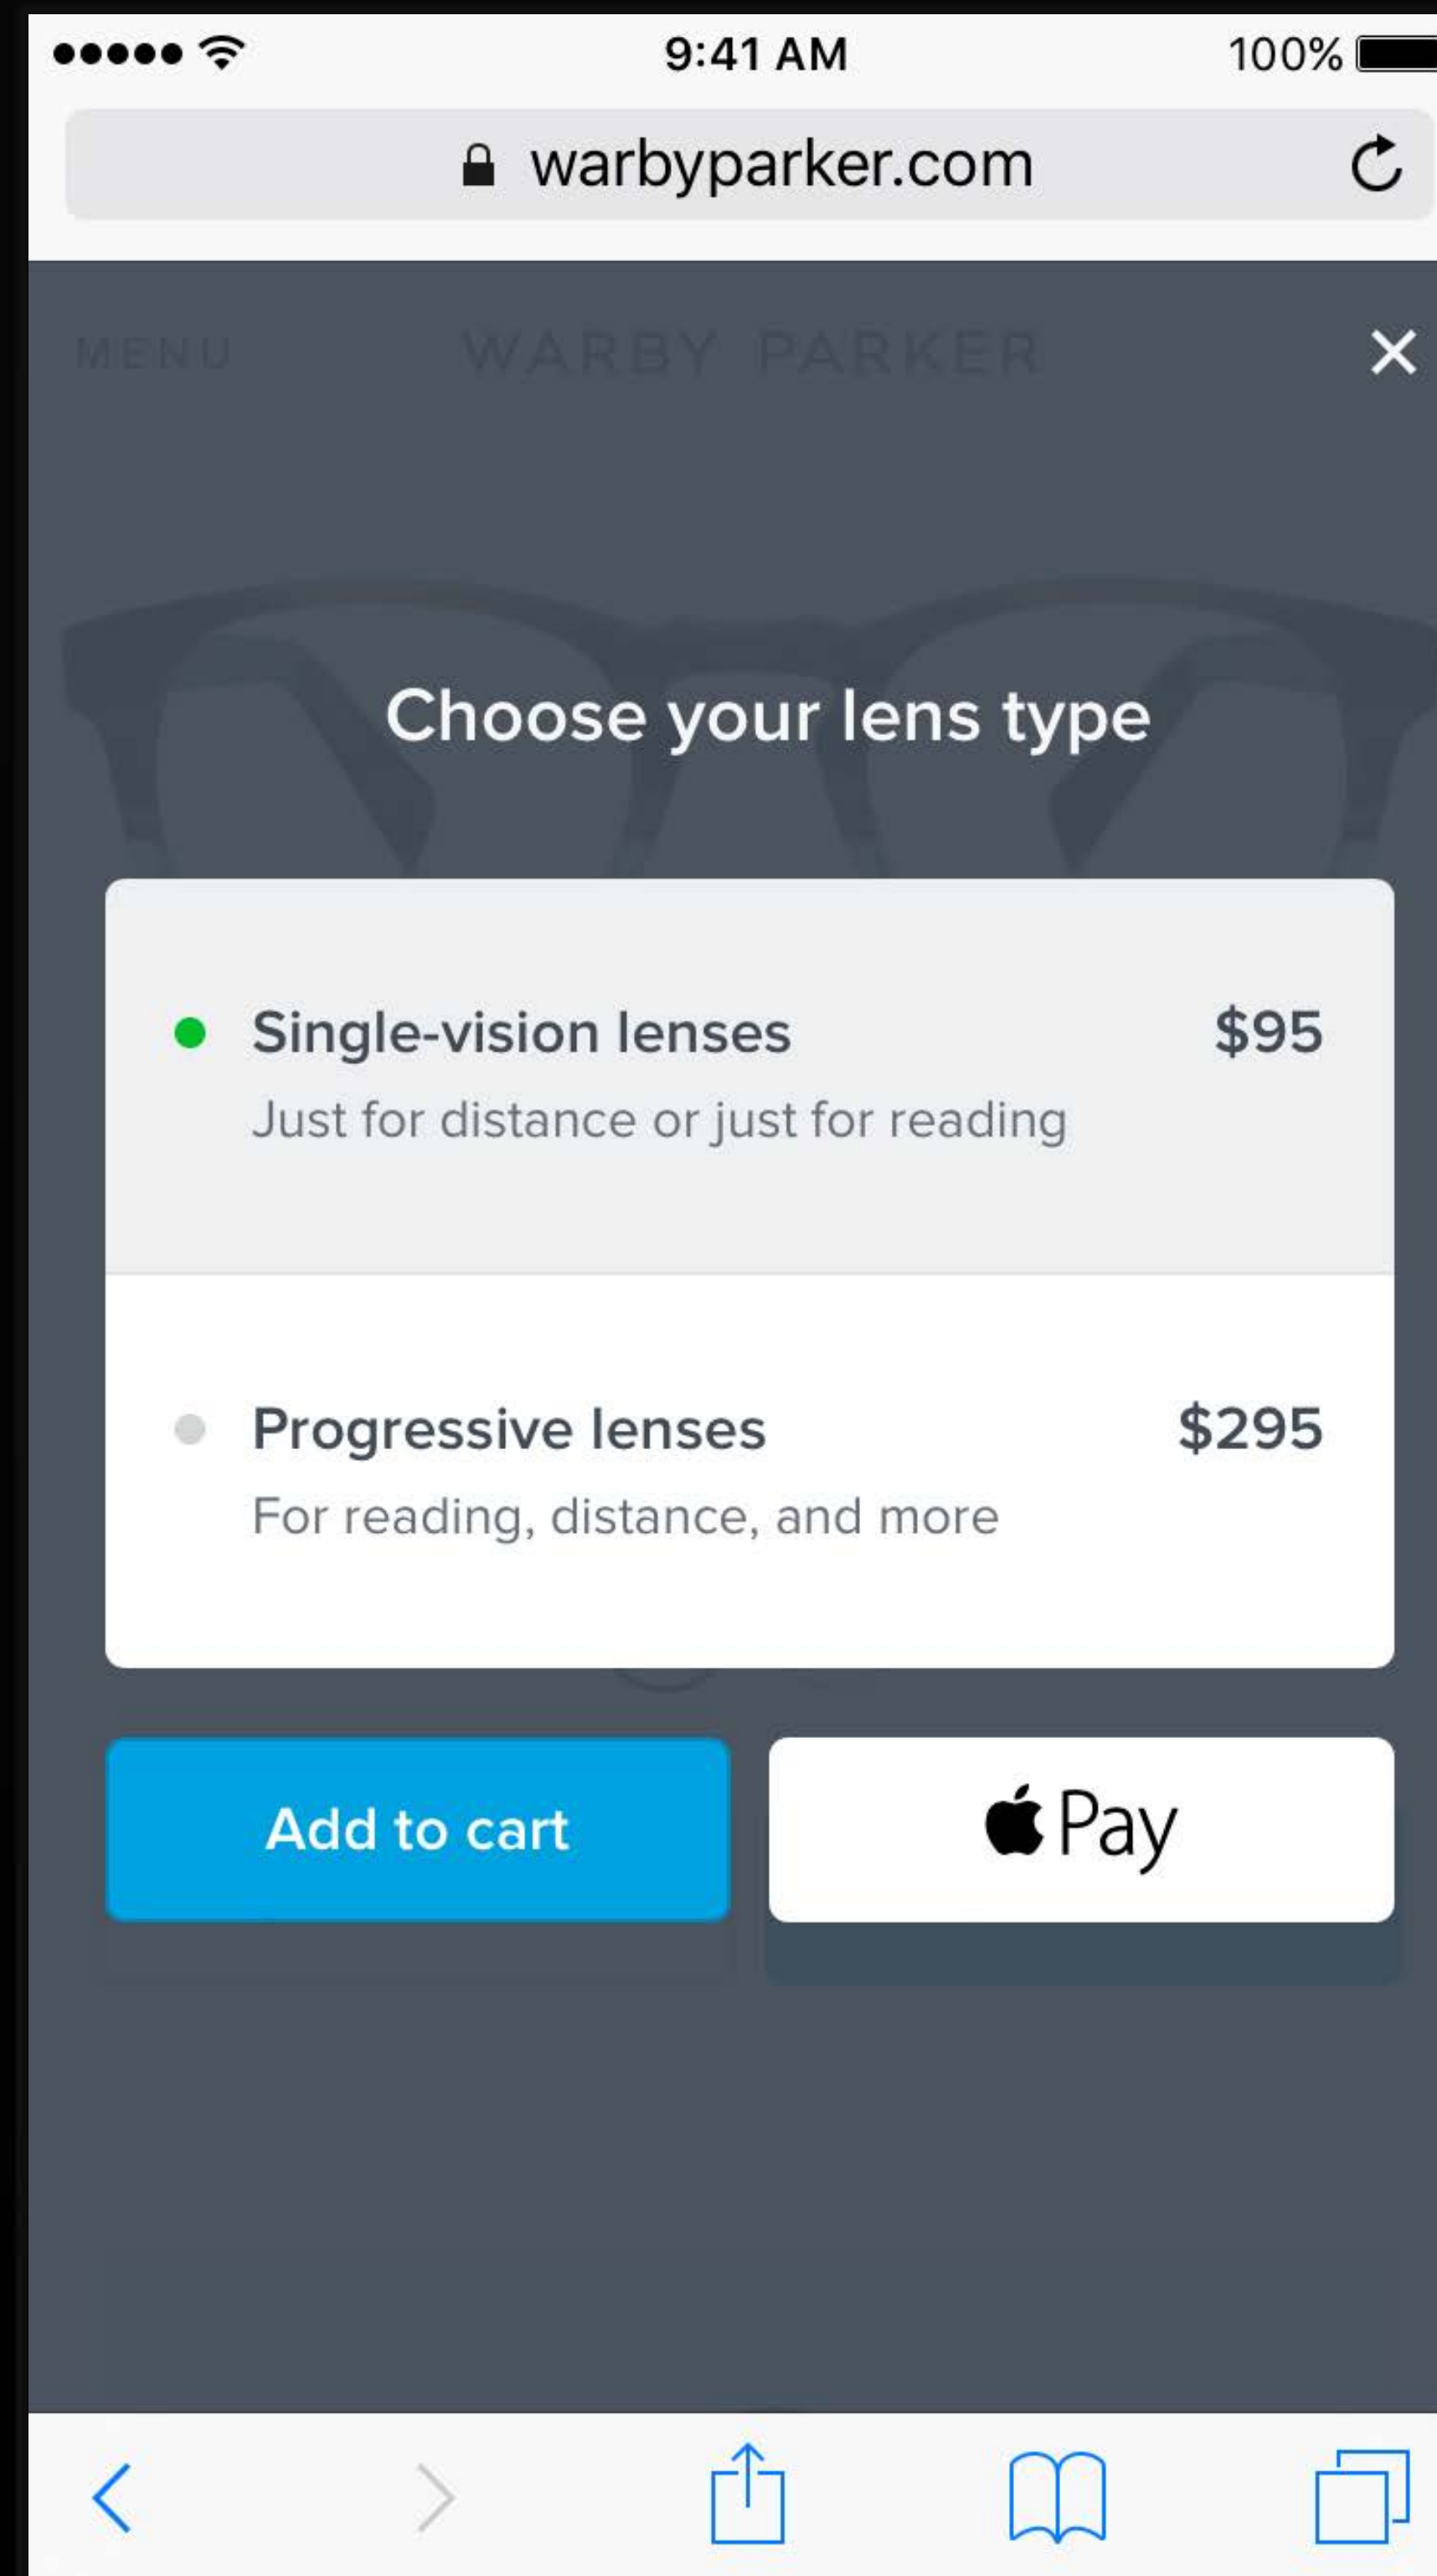 9:41 AM
100%
warbyparker.com
MENU
WARBY PARKER
Choose your lens type
Single-vision lenses
$95
Just for distance or just for reading
Progressive lenses
$295
For reading, distance, and more
Add to cart
Pay